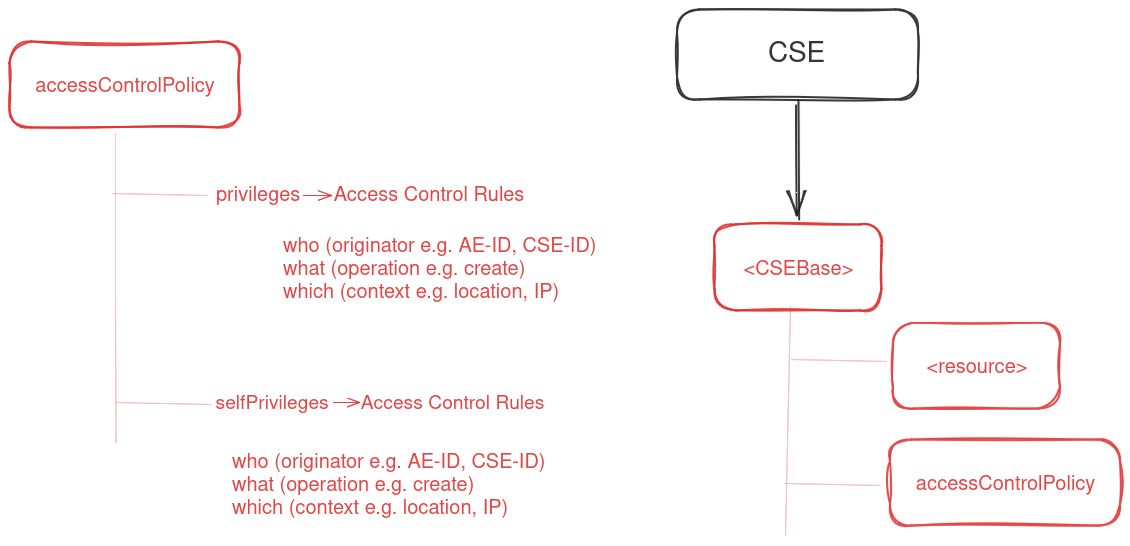 accessControlPolicy
privileges
Access Control Rules
who (originator e.g. AE-ID, CSE-ID)
what (operation e.g. create)
which (context e.g. location, IP)
selfPrivileges
Access Control Rules
who (originator e.g. AE-ID, CSE-ID)
what (operation e.g. create)
which (context e.g. location, IP)
CSE
<CSEBase>
<resource>
accessControlPolicy